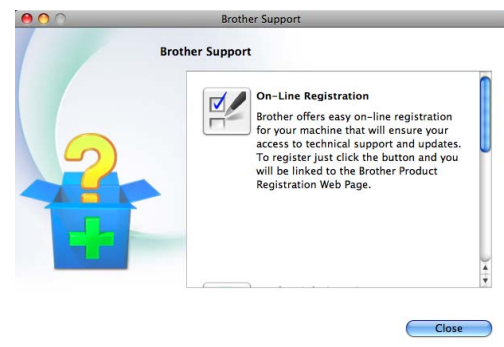 Brother Support
Brother Support
On-Line Registration
Brother offers easy on-line registration
for your machine that will ensure your
access to technical support and updates.
To register just click the button and you
will be linked to the Brother Product
Registration Web Page.
Close